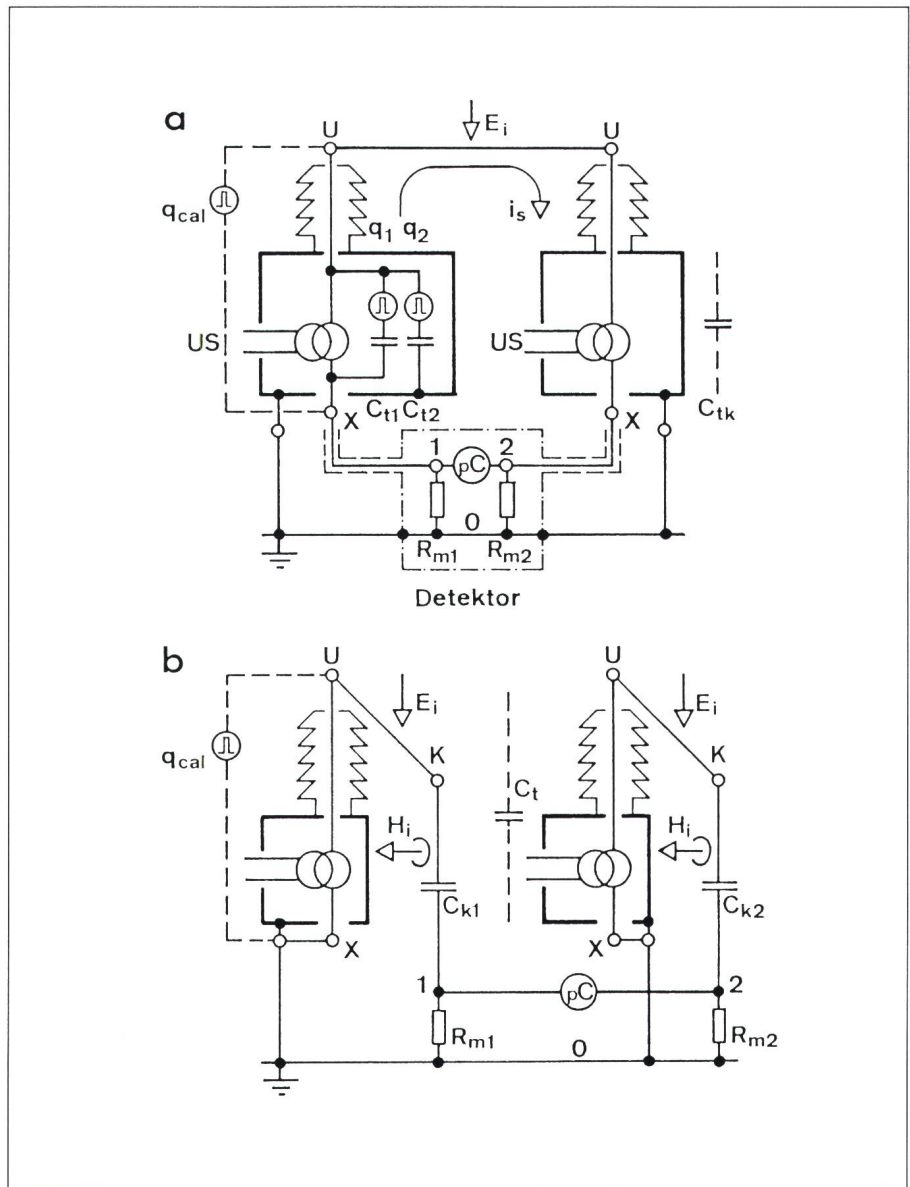 a
U
E_i
U
q_cal
q_1 q_2
i_s
US
US
C_t1 C_t2
C_tk
X
X
1
pC
2
0
R_m1
R_m2
Detektor
b
U
E_i
U
E_i
q_cal
K
K
C_t
H_i
H_i
C_k1
C_k2
X
X
1
pC
2
R_m1
0
R_m2